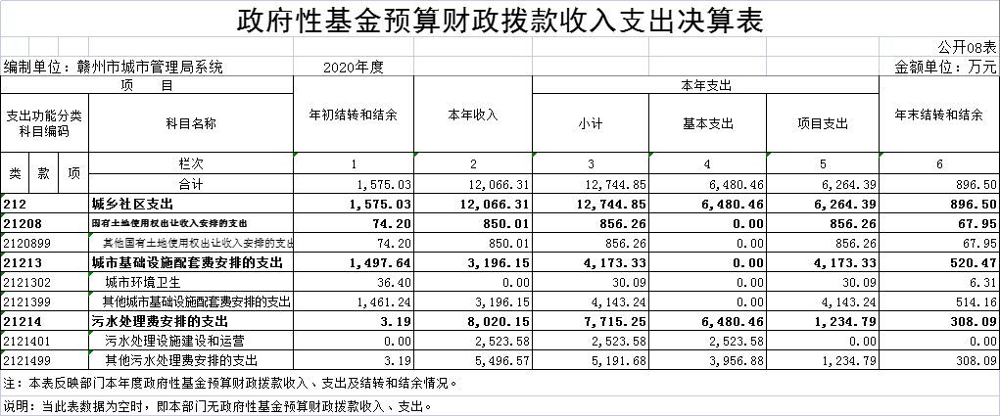 政府性基金预算财政拨款收入支出决算表
公开08表
编制单位：赣州市城市管理局系统 2020年度 金额单位：万元
项 目 年初结转和结余 本年收入 本年支出 年末结转和结余
支出功能分类科目编码 科目名称 小计 基本支出 项目支出
类 款 项 栏次 1 2 3 4 5 6
合计 1,575.03 12,066.31 12,744.85 6,480.46 6,264.39 896.50
212 城乡社区支出 1,575.03 12,066.31 12,744.85 6,480.46 6,264.39 896.50
21208 国有土地使用权出让收入安排的支出 74.20 850.01 856.26 0.00 856.26 67.95
2120899 其他国有土地使用权出让收入安排的支出 74.20 850.01 856.26 0.00 856.26 67.95
21213 城市基础设施配套费安排的支出 1,497.64 3,196.15 4,173.33 0.00 4,173.33 520.47
2121302 城市环境卫生 36.40 0.00 30.09 0.00 30.09 6.31
2121399 其他城市基础设施配套费安排的支出 1,461.24 3,196.15 4,143.24 0.00 4,143.24 514.16
21214 污水处理费安排的支出 3.19 8,020.15 7,715.25 6,480.46 1,234.79 308.09
2121401 污水处理设施建设和运营 0.00 2,523.58 2,523.58 2,523.58 0.00 0.00
2121499 其他污水处理费安排的支出 3.19 5,496.57 5,191.68 3,956.88 1,234.79 308.09
注：本表反映部门本年度政府性基金预算财政拨款收入、支出及结转和结余情况。
说明：当此表数据为空时，即本部门无政府性基金预算财政拨款收入、支出。